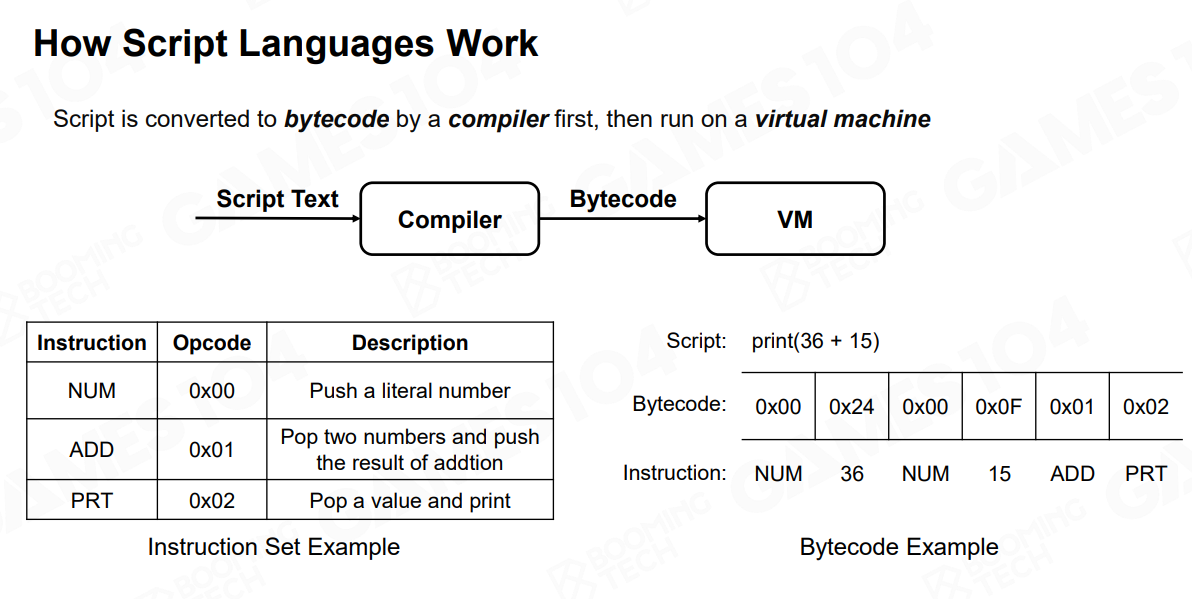 How Script Languages Work
Script is converted to bytecode by a compiler first, then run on a virtual machine
Script Text
Compiler
Bytecode
VM
Instruction Opcode Description
NUM 0x00 Push a literal number
ADD 0x01 Pop two numbers and push
the result of addtion
PRT 0x02 Pop a value and print
Instruction Set Example
Script: print(36 + 15)
Bytecode: 0x00 0x24 0x00 0x0F 0x01 0x02
Instruction: NUM 36 NUM 15 ADD PRT
Bytecode Example
GAMES104
BOOMING
TECH